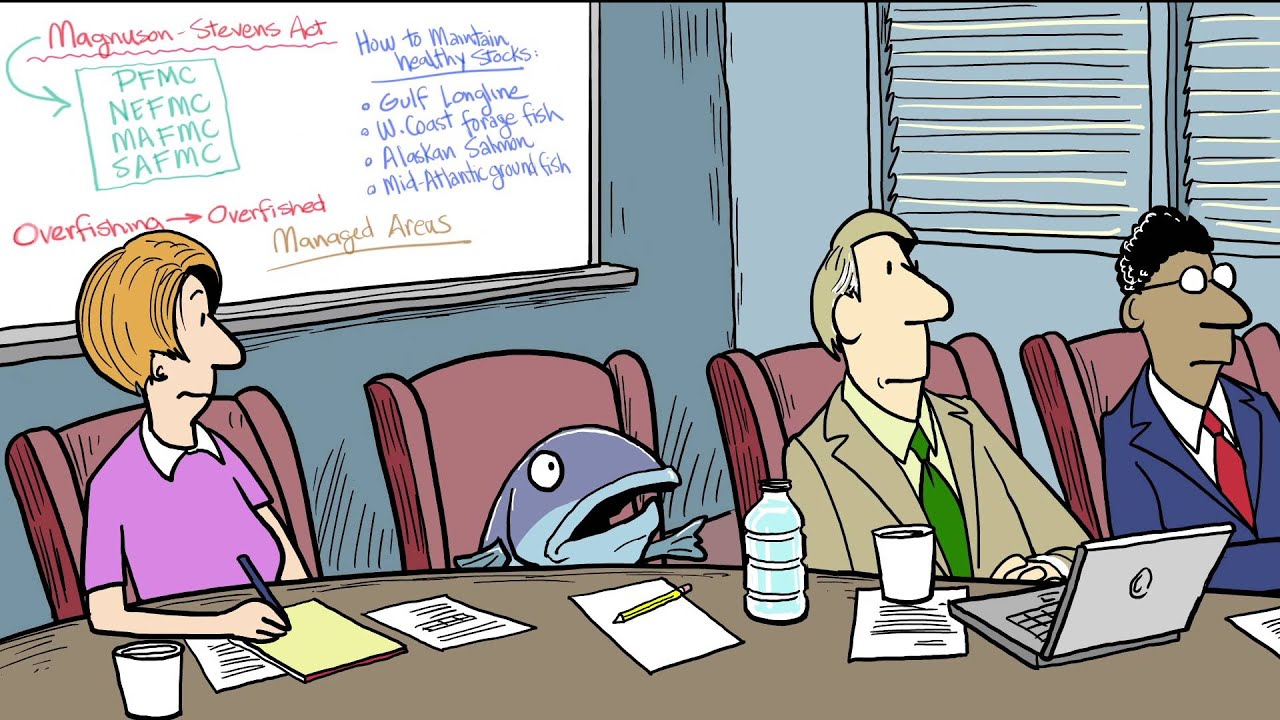 Magnuson-Stevens Act
PFMC
NEFMC
MAFMC
SAFMC
How to Maintain
healthy stocks:
Gulf Longline
W. Coast forage fish
Alaskan Salmon
Mid-Atlantic ground fish
Overfishing → Overfished
Managed Areas